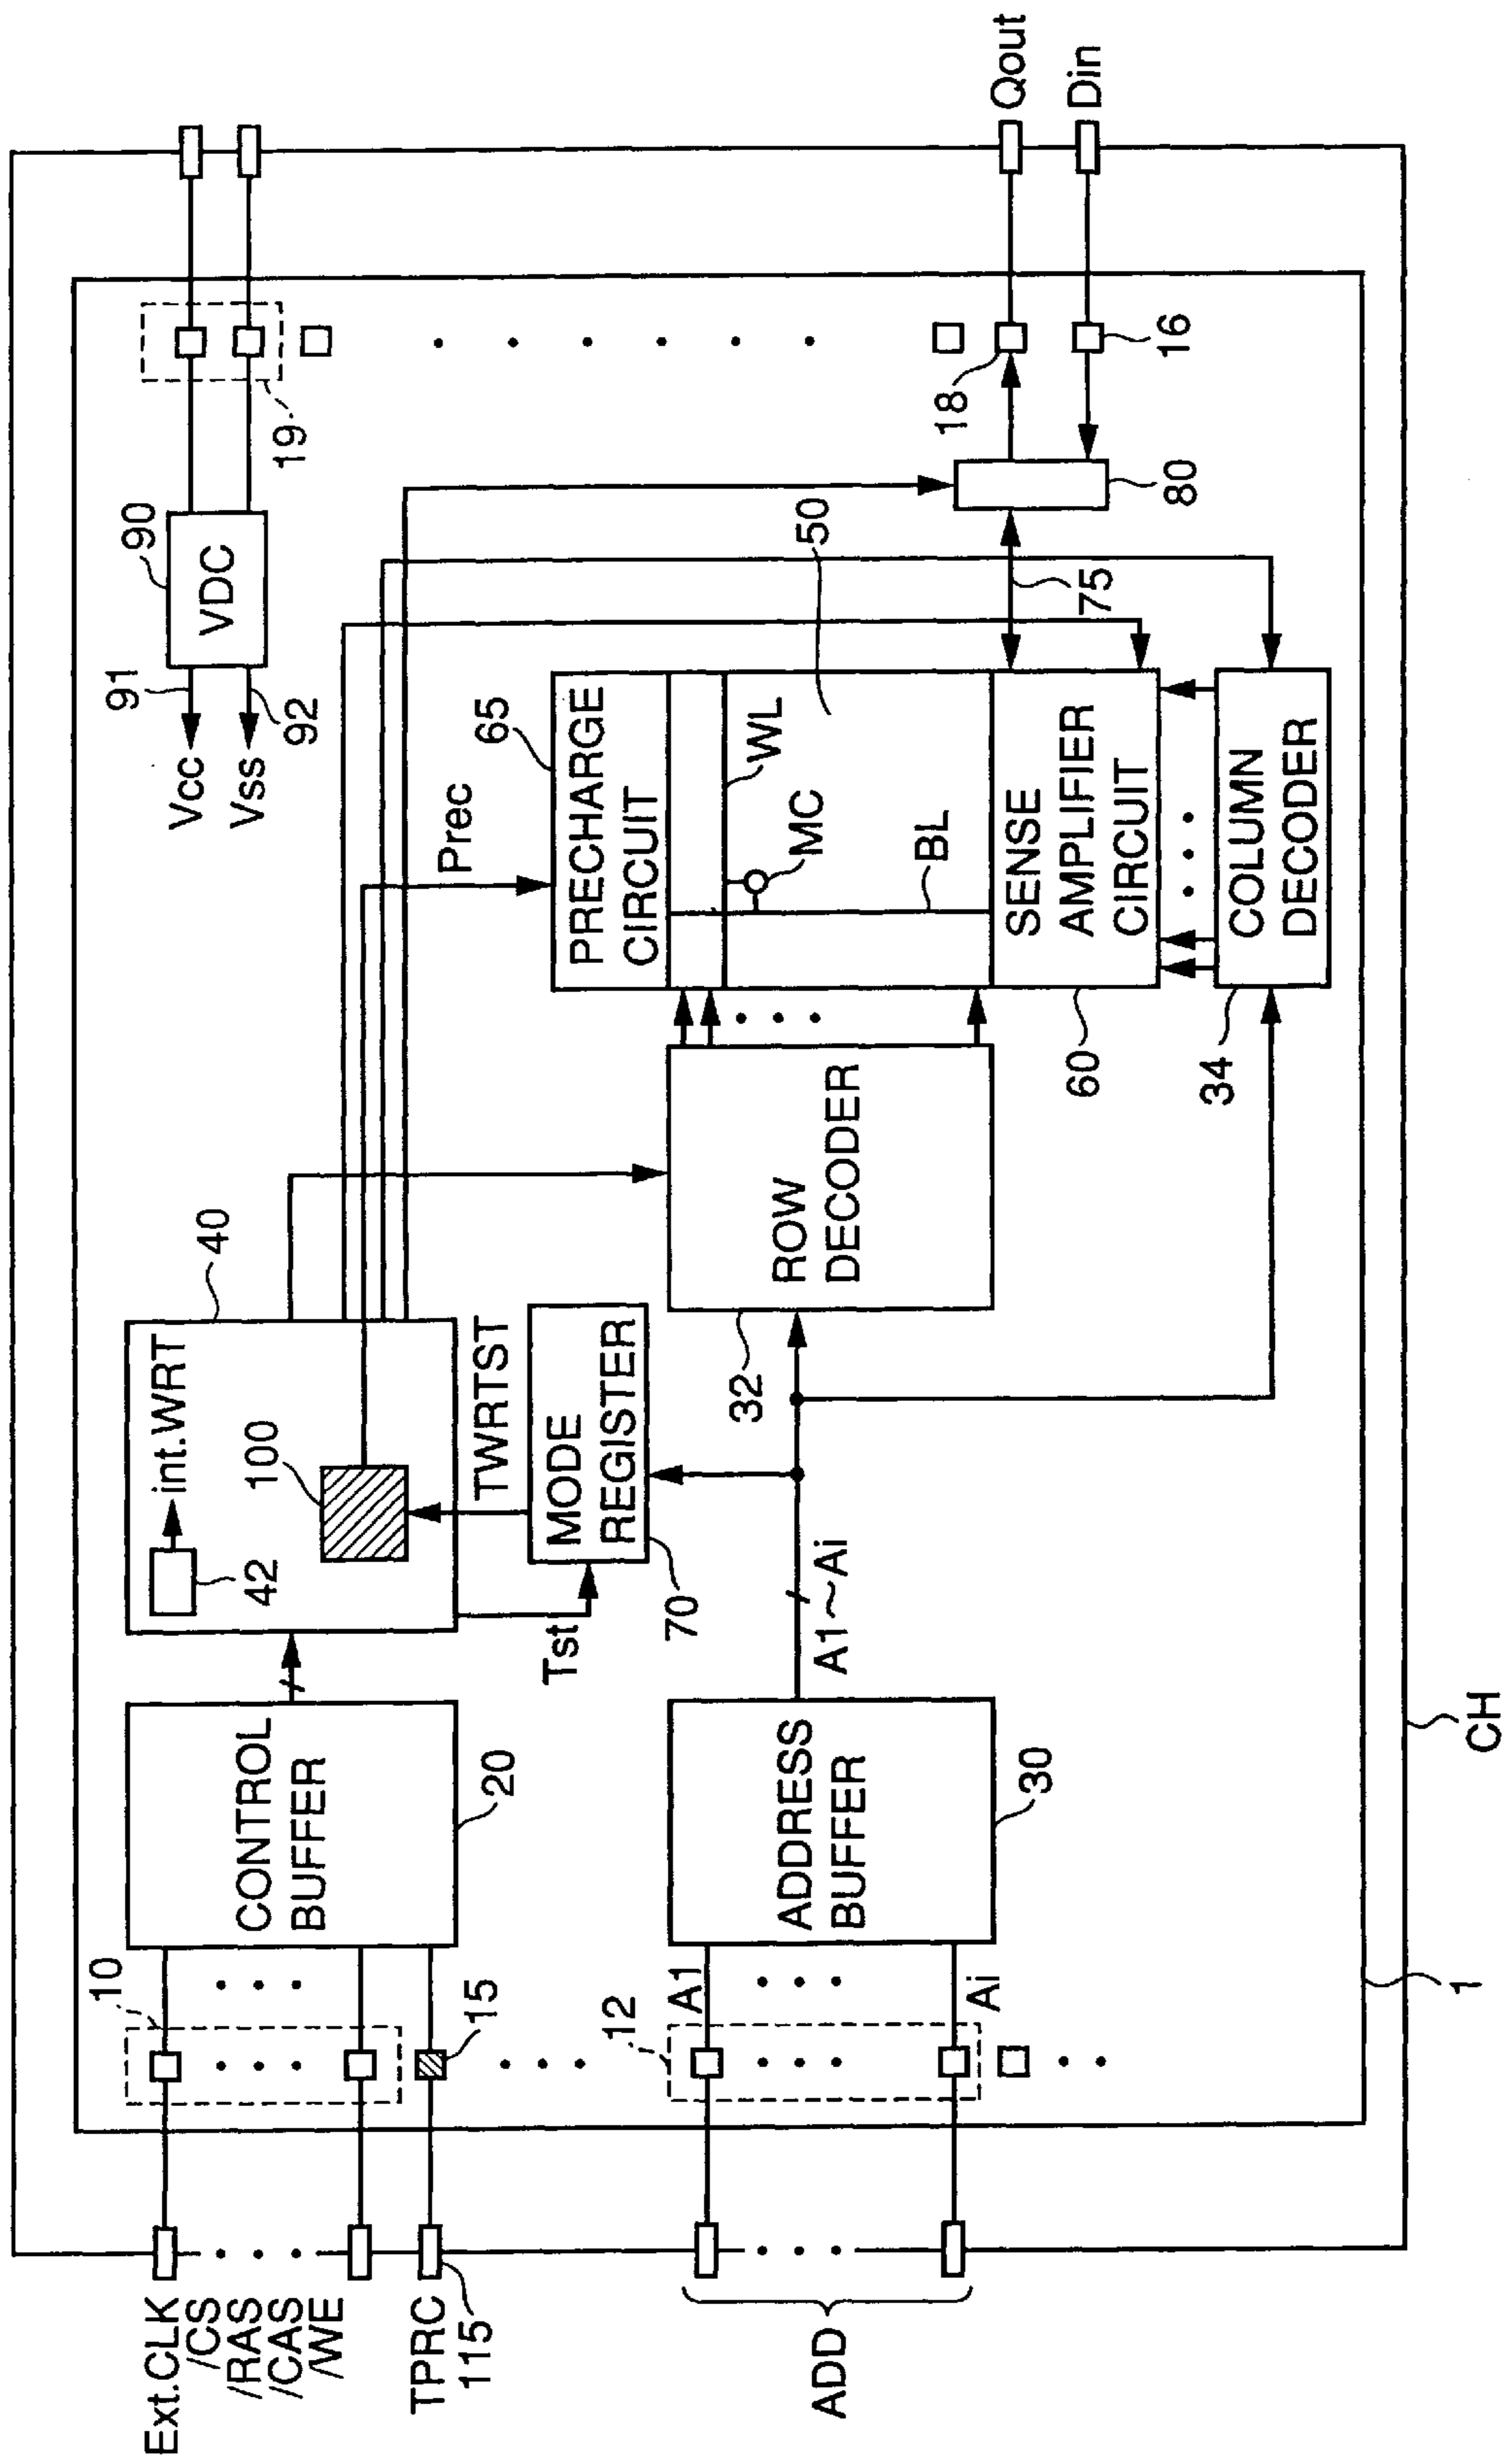 Ext.CLK
/CS
/RAS
/CAS
/WE
TPRC
115
ADD
10
15
12
A1
Ai
CONTROL
BUFFER
20
ADDRESS
BUFFER
30
A1~Ai
40
42
int.WRT
100
TWRTST
Tst
MODE
REGISTER
70
32
ROW
DECODER
Prec
65
PRECHARGE
CIRCUIT
WL
MC
BL
50
SENSE
AMPLIFIER
CIRCUIT
60
COLUMN
DECODER
34
75
80
Vcc
Vss
91
92
VDC
90
19
18
16
Qout
Din
1
CH